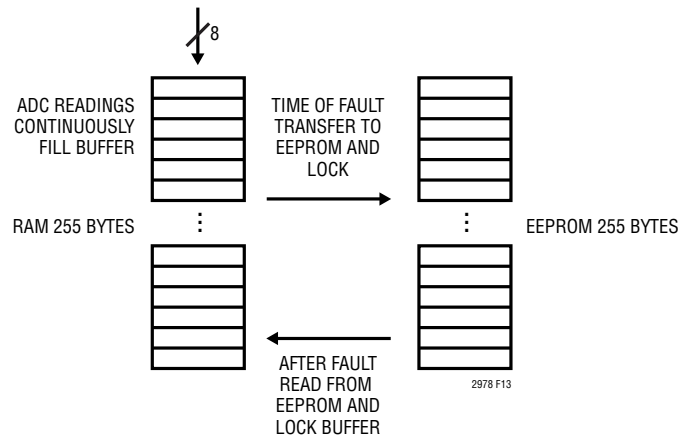 8
ADC READINGS
CONTINUOUSLY
FILL BUFFER
TIME OF FAULT
TRANSFER TO
EEPROM AND
LOCK
RAM 255 BYTES
EEPROM 255 BYTES
AFTER FAULT
READ FROM
EEPROM AND
LOCK BUFFER
2978 F13